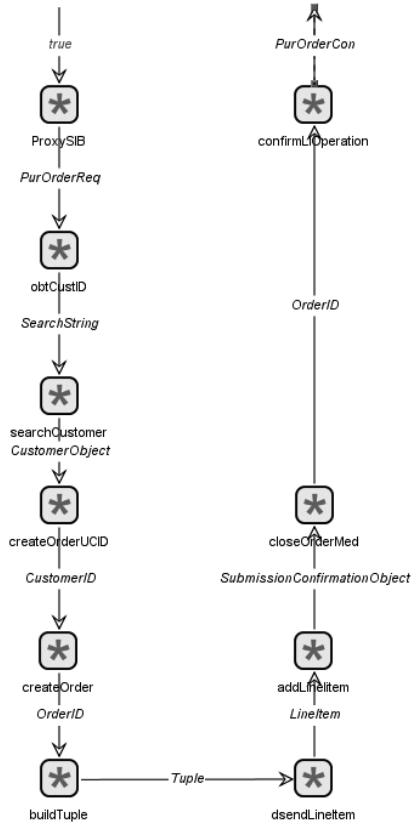 true
ProxySIB
PurOrderReq
obtCustID
SearchString
searchCustomer
CustomerObject
createOrderUCID
CustomerID
createOrder
OrderID
buildTuple
Tuple
dsendLineItem
LineItem
addLineItem
SubmissionConfirmationObject
closeOrderMed
OrderID
confirmLIOperation
PurOrderCon